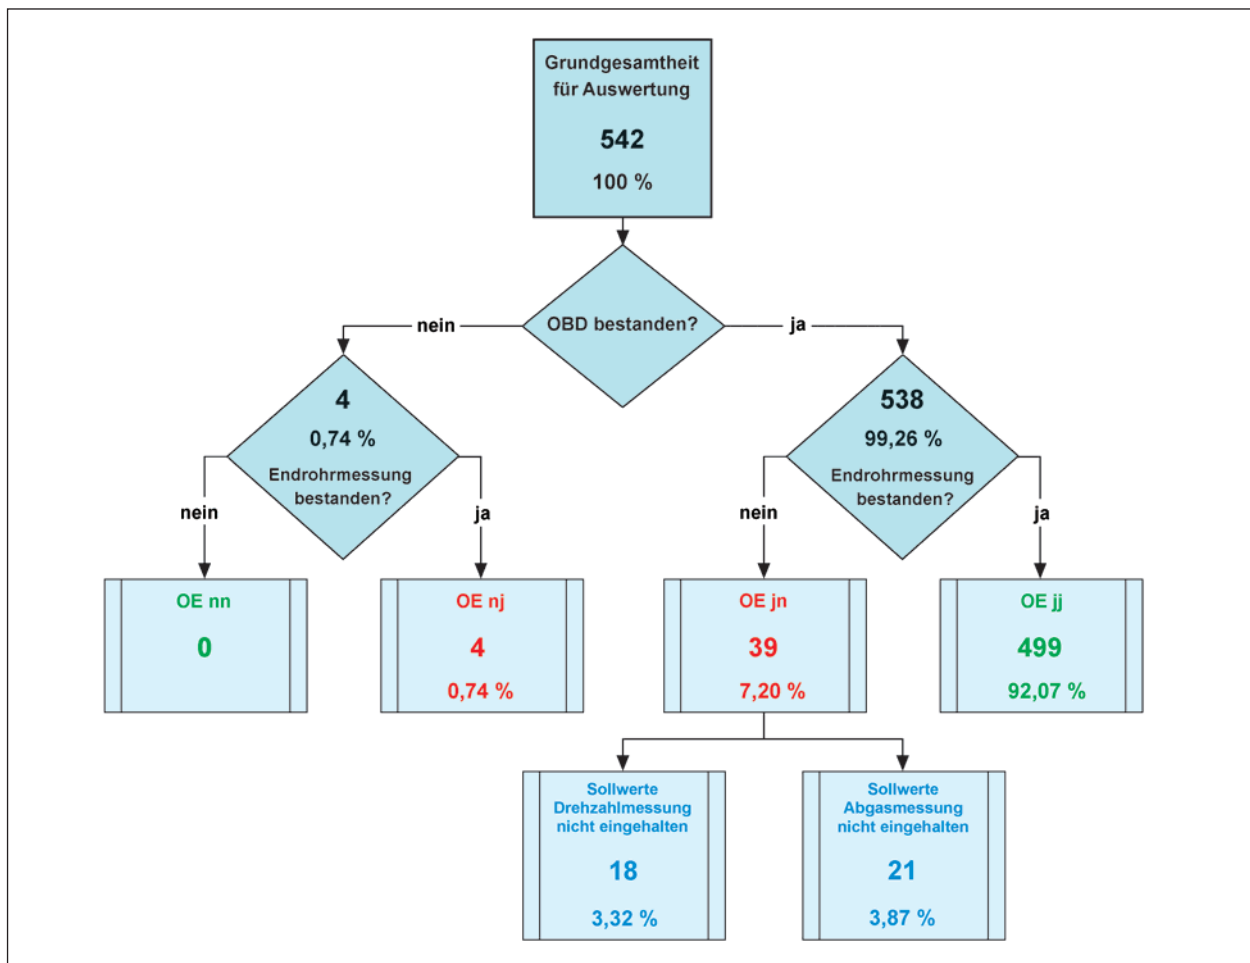 Grundgesamtheit
für Auswertung
542
100 %
OBD bestanden?
nein
ja
4
0,74 %
Endrohrmessung
bestanden?
538
99,26 %
Endrohrmessung
bestanden?
nein
ja
nein
ja
OE nn
0
OE nj
4
0,74 %
OE jn
39
7,20 %
OE jj
499
92,07 %
Sollwerte
Drehzahlmessung
nicht eingehalten
18
3,32 %
Sollwerte
Abgasmessung
nicht eingehalten
21
3,87 %